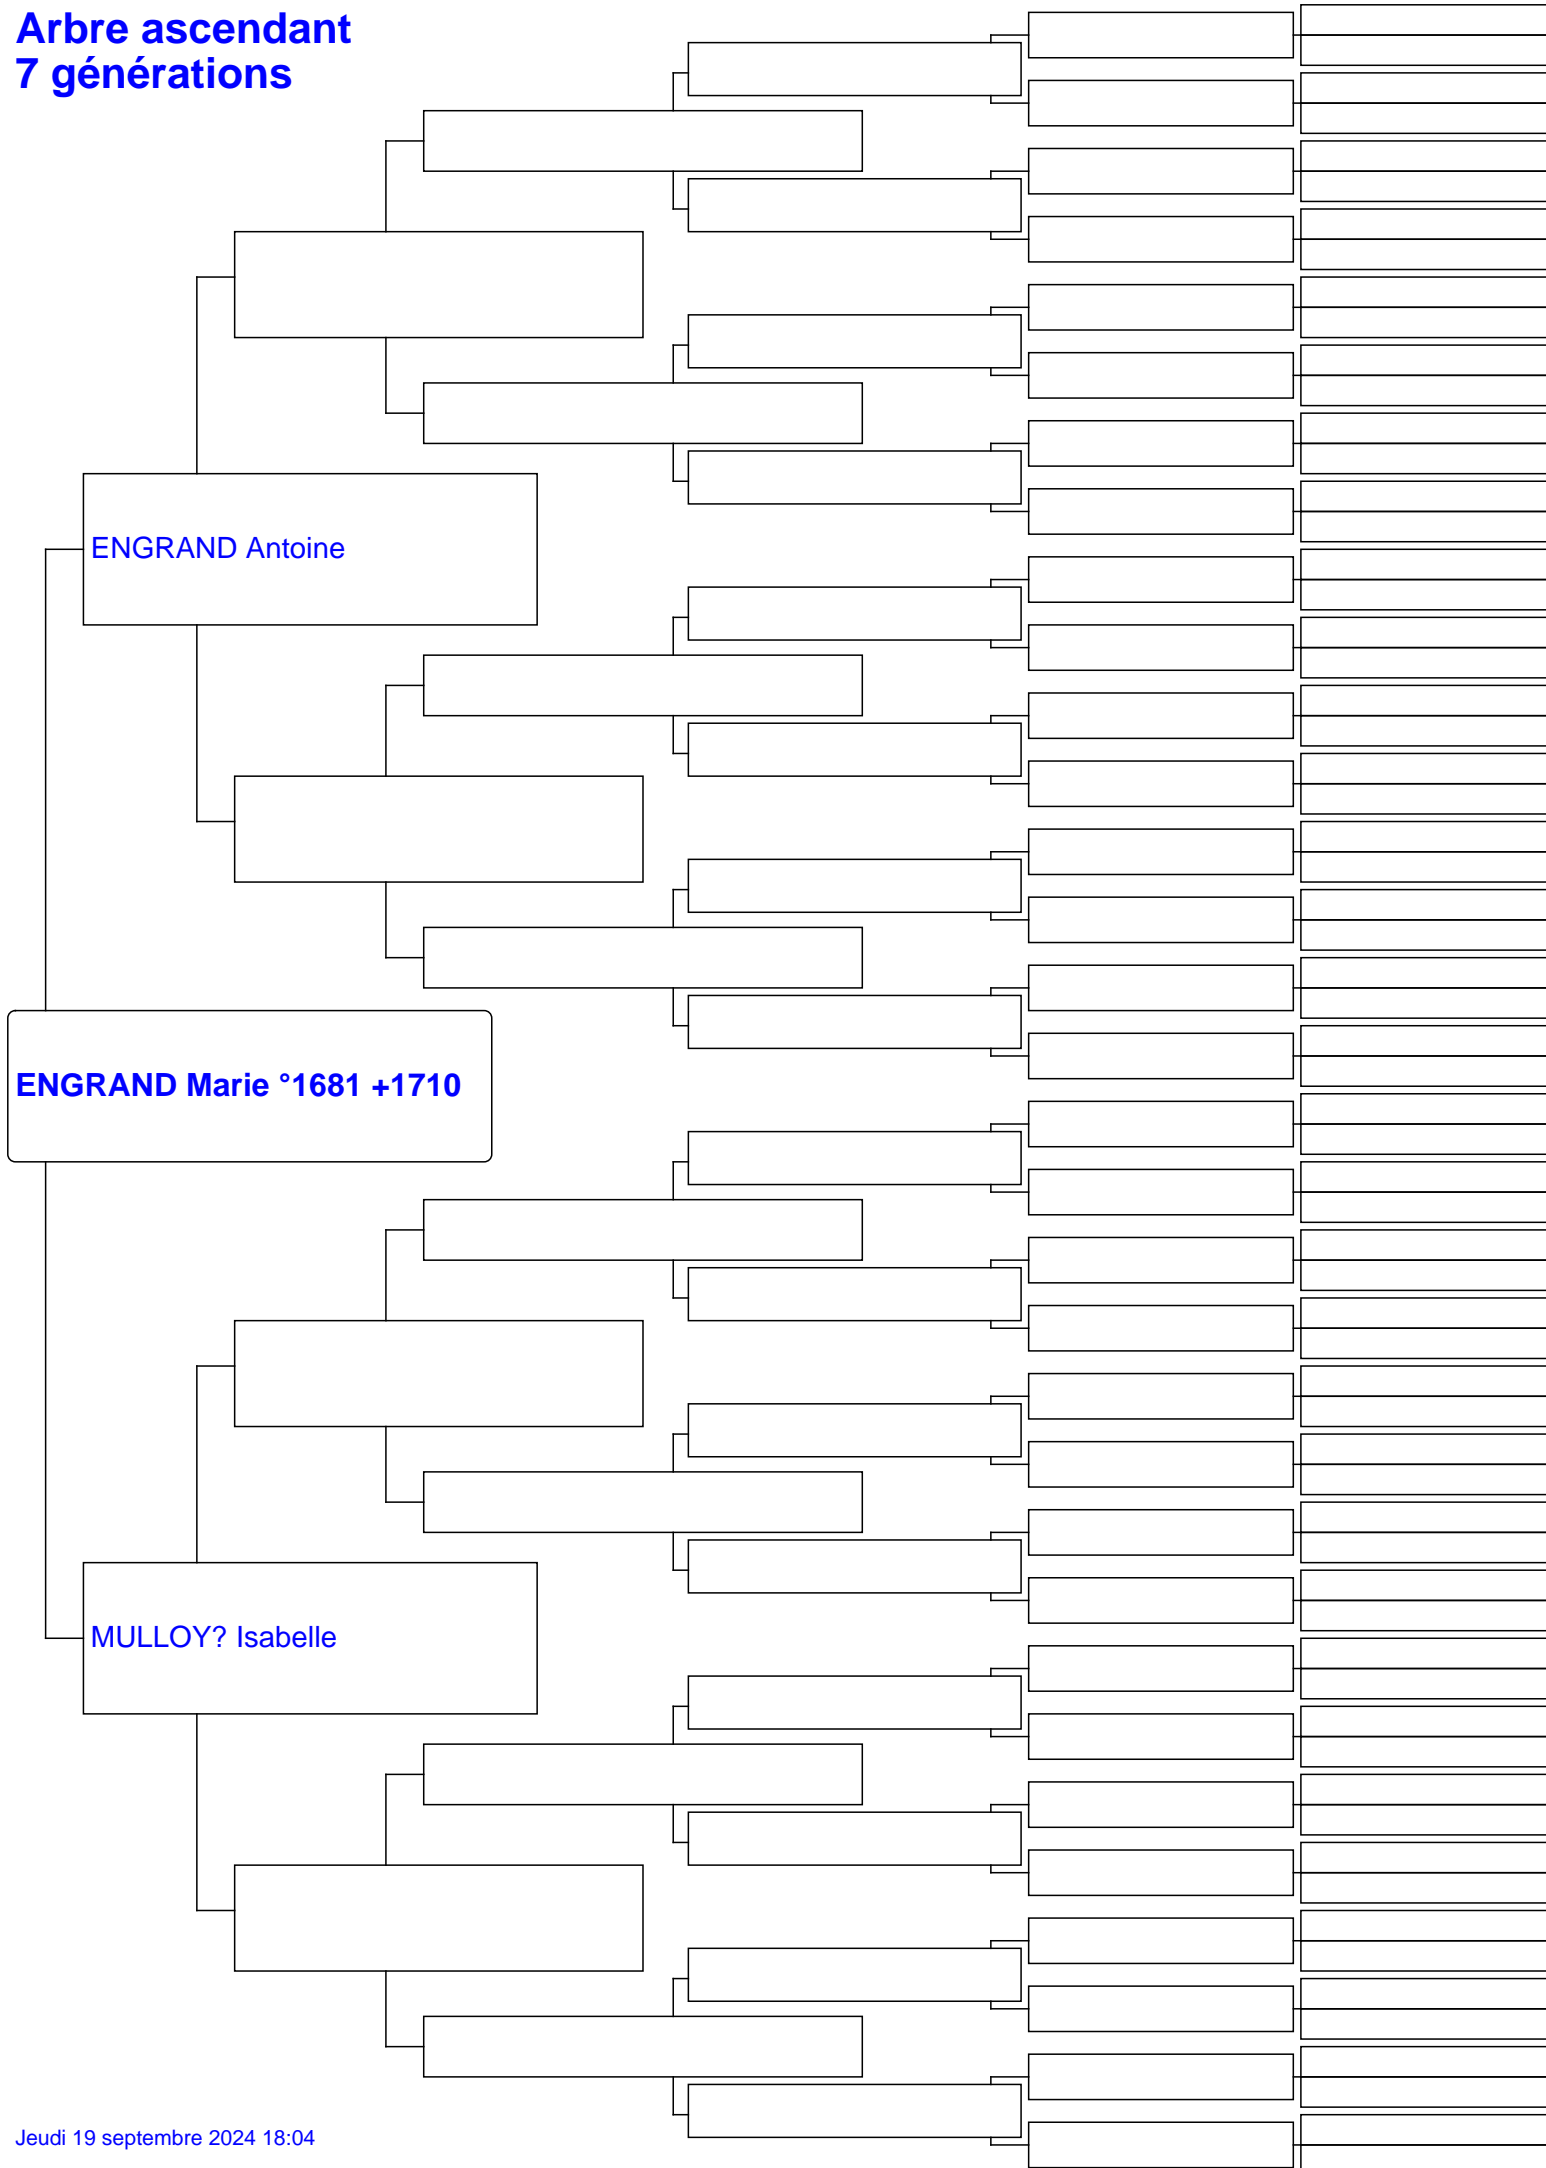 Arbre ascendant
7 générations
ENGRAND Antoine
ENGRAND Marie °1681 +1710
MULLOY? Isabelle
Jeudi 19 septembre 2024 18:04